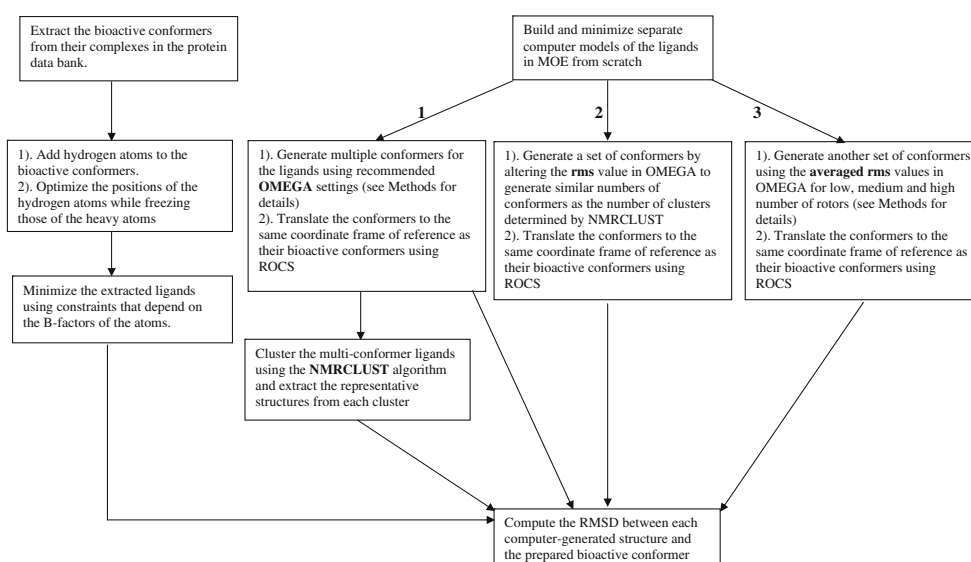 Extract the bioactive conformers
from their complexes in the protein
data bank.
Build and minimize separate
computer models of the ligands
in MOE from scratch
1
2
3
1). Add hydrogen atoms to the
bioactive conformers.
2). Optimize the positions of the
hydrogen atoms while freezing
those of the heavy atoms
1). Generate multiple conformers for
the ligands using recommended
OMEGA settings (see Methods for
details)
2). Translate the conformers to the
same coordinate frame of reference as
their bioactive conformers using
ROCS
1). Generate a set of conformers by
altering the rms value in OMEGA to
generate similar numbers of
conformers as the number of clusters
determined by NMRCLUST
2). Translate the conformers to the
same coordinate frame of reference as
their bioactive conformers using
ROCS
1). Generate another set of conformers
using the averaged rms values in
OMEGA for low, medium and high
number of rotors (see Methods for
details)
2). Translate the conformers to the
same coordinate frame of reference as
their bioactive conformers using
ROCS
Minimize the extracted ligands
using constraints that depend on
the B-factors of the atoms.
Cluster the multi-conformer ligands
using the NMRCLUST algorithm
and extract the representative
structures from each cluster
Compute the RMSD between each
computer-generated structure and
the prepared bioactive conformer